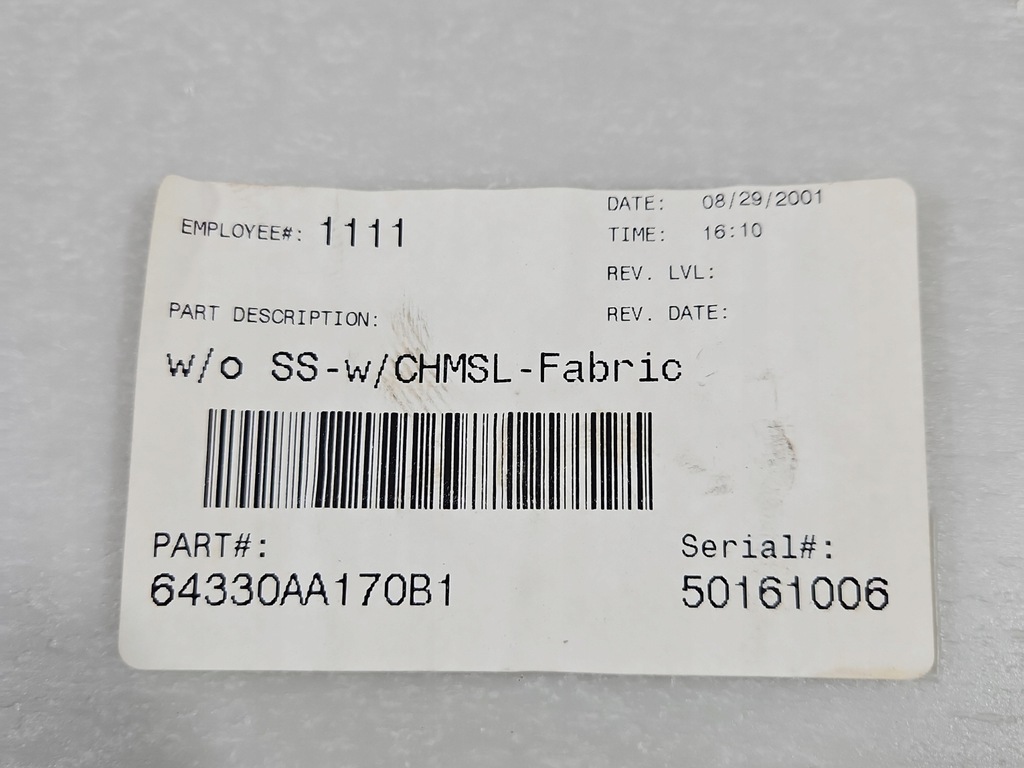 EMPLOYEE#: 1111
DATE: 08/29/2001
TIME: 16:10
REV. LVL:
REV. DATE:
PART DESCRIPTION:
w/o SS-w/CHMSL-Fabric
PART#:
64330AA170B1
Serial#:
50161006